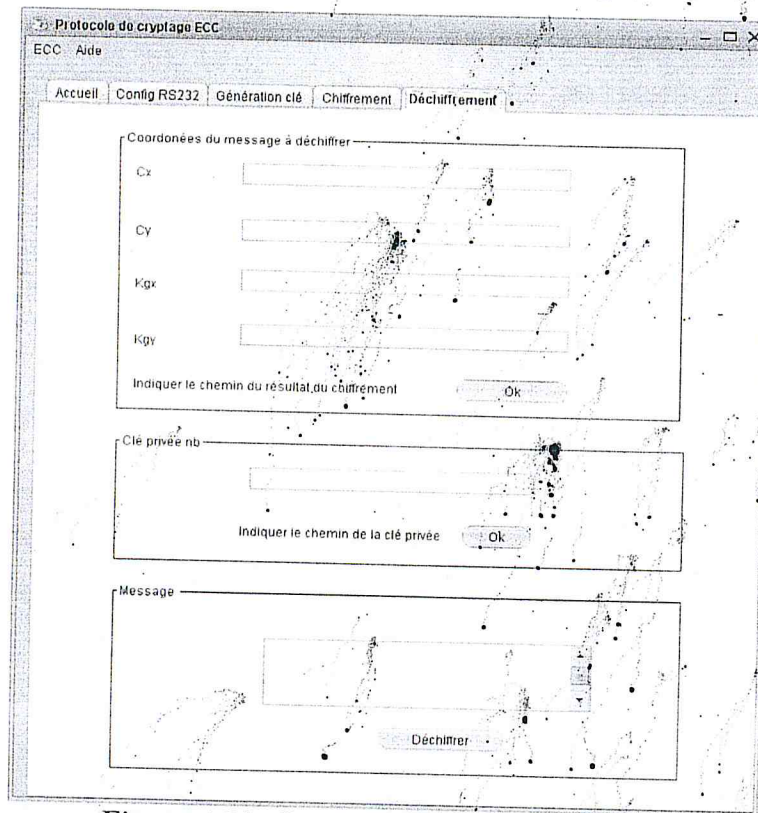 Protocole de cryptage ECC
ECC Aide
Accueil Config RS232 Génération clé Chiffrement Déchiffrement
Coordonées du message à déchiffrer
Cx
Cy
Kgx
Kgy
Indiquer le chemin du résultat du chiffrement Ok
Clé privée nb
Indiquer le chemin de la clé privée Ok
Message
Déchiffrer